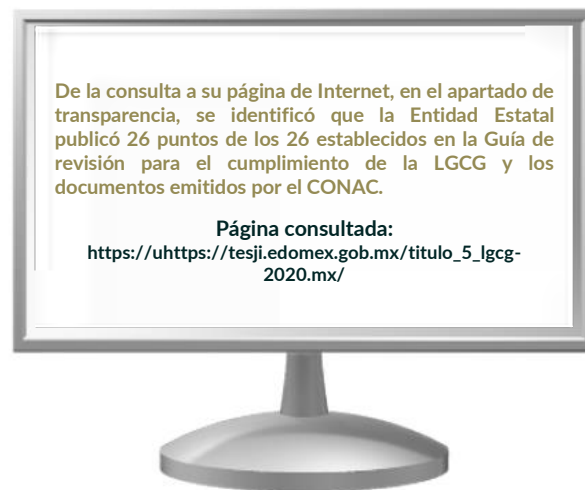 De la consulta a su página de Internet, en el apartado de
transparencia, se identificó que la Entidad Estatal
publicó 26 puntos de los 26 establecidos en la Guía de
revisión para el cumplimiento de la LGCG y los
documentos emitidos por el CONAC.
Página consultada:
https://uhttps://tesji.edomex.gob.mx/titulo_5_lgcg-
2020.mx/